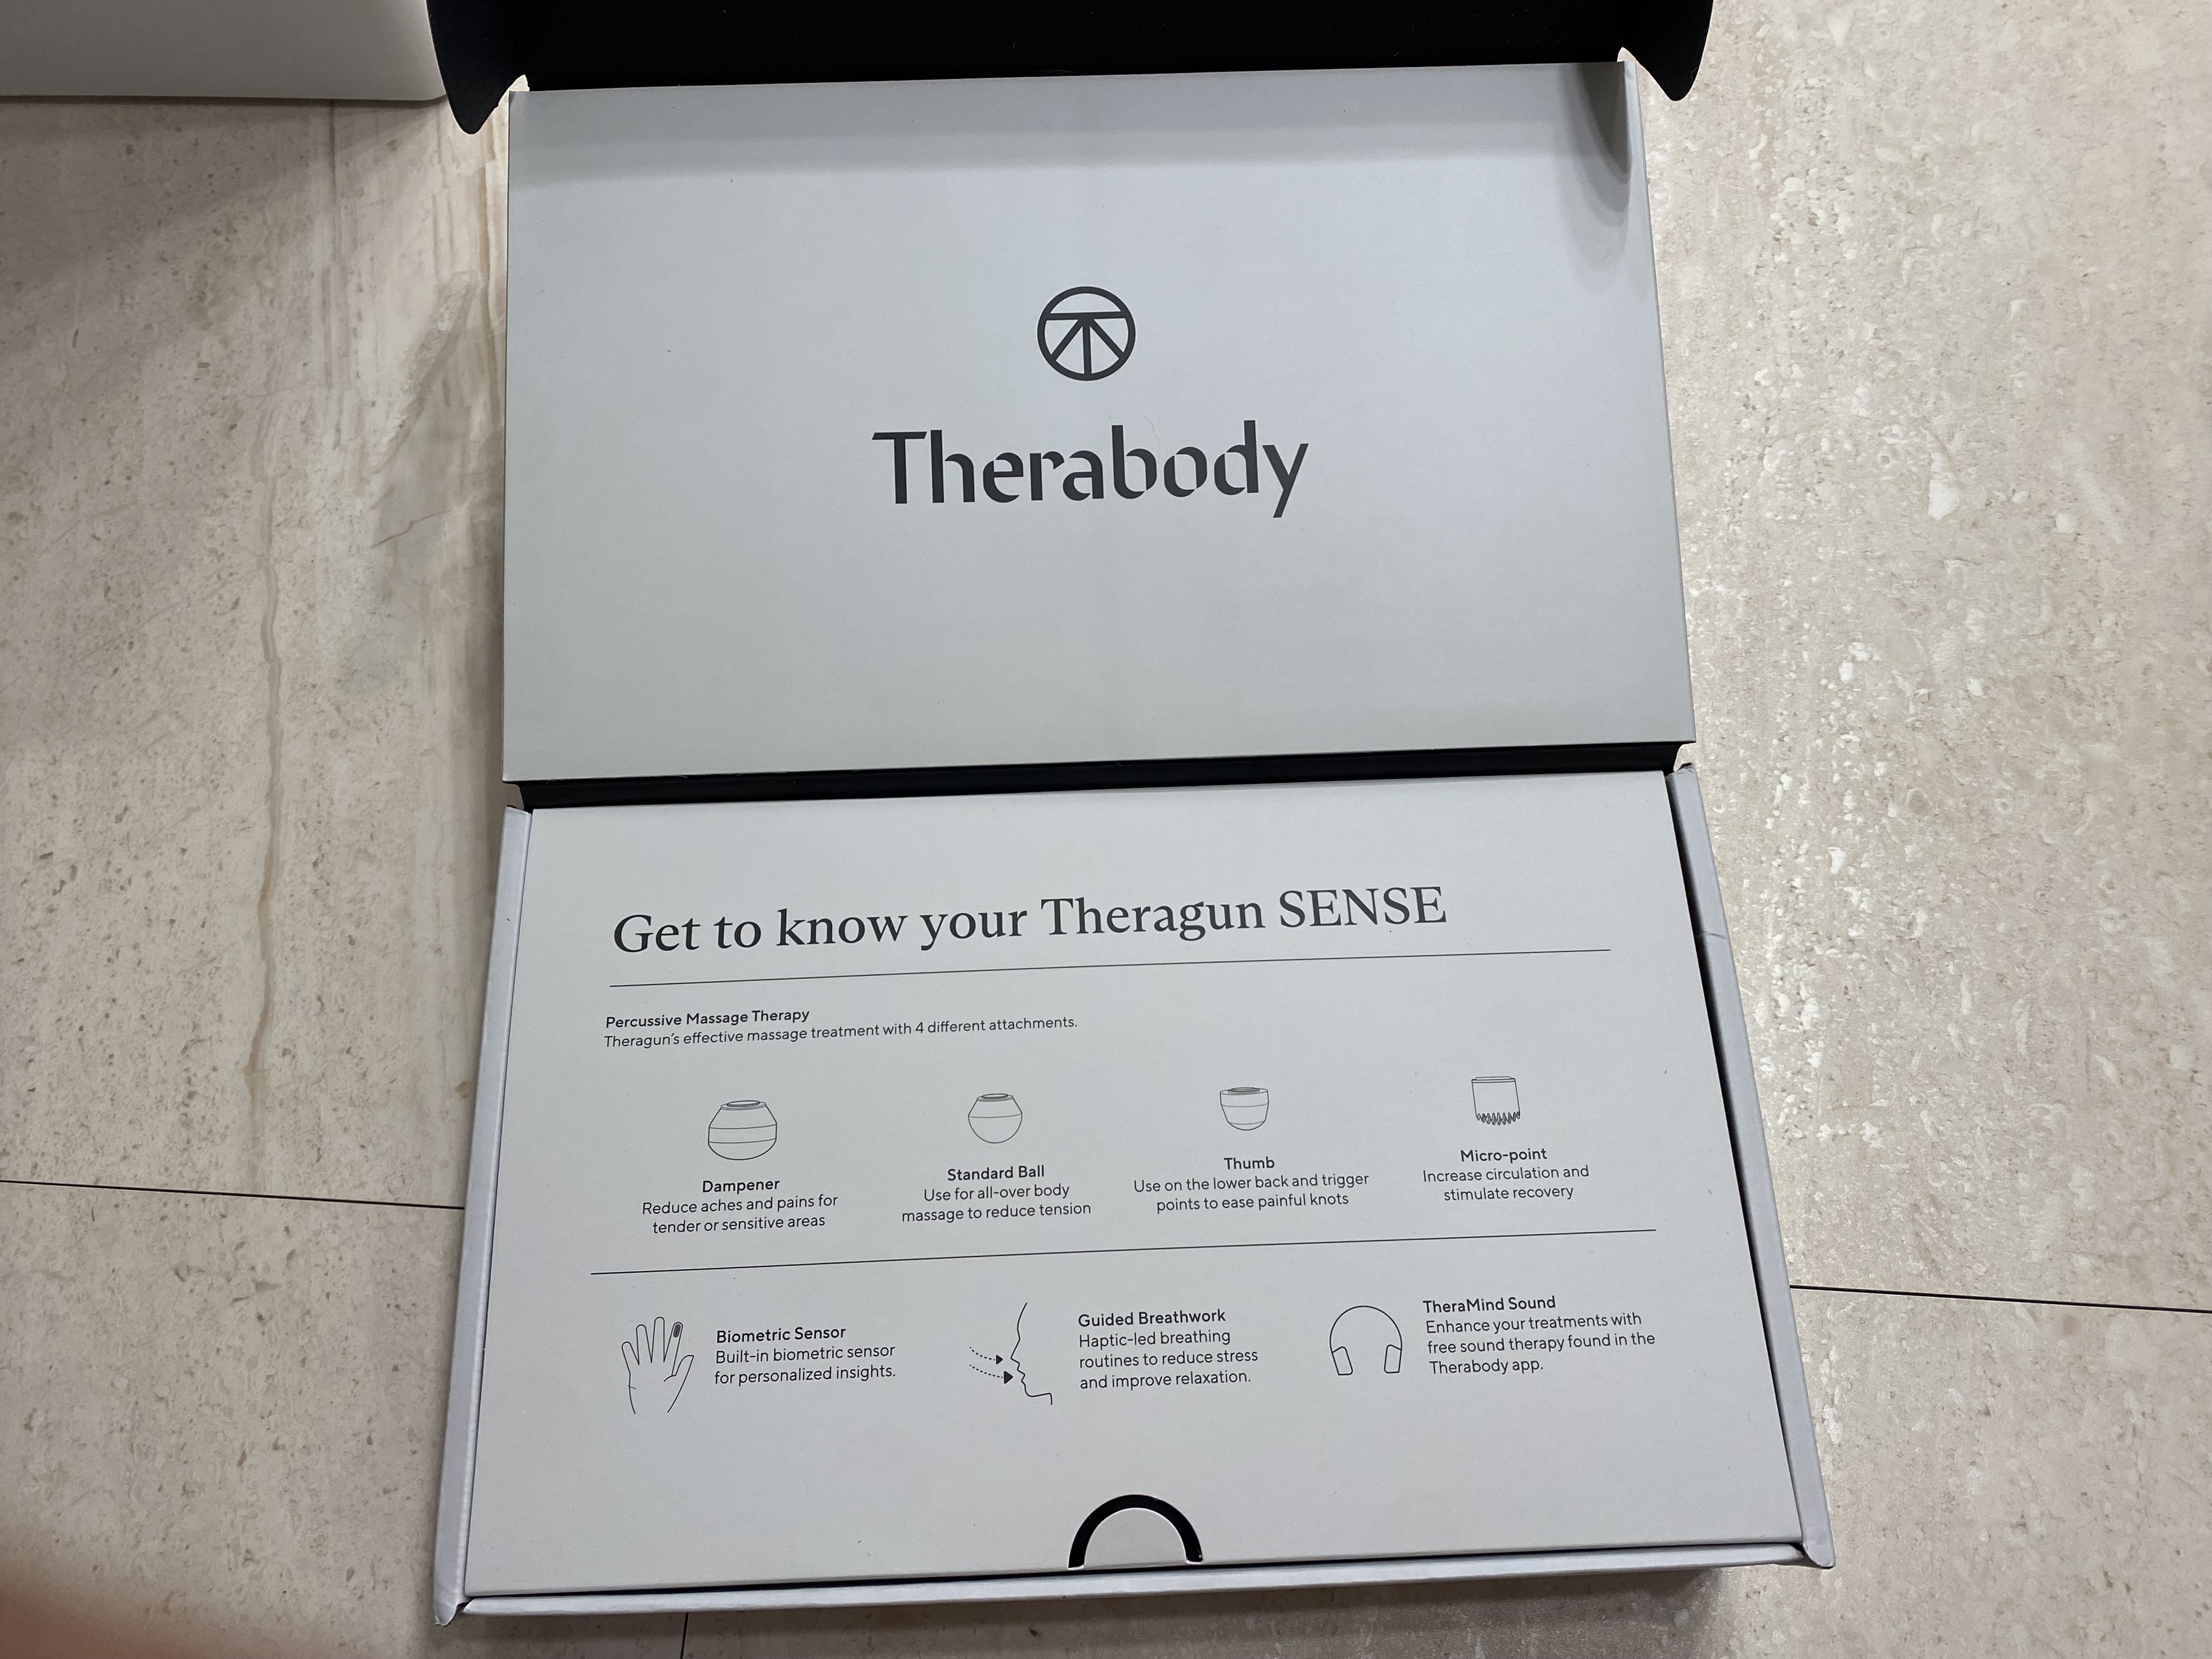 Therabody
Get to know your Theragun SENSE
Percussive Massage Therapy
Theragun's effective massage treatment with 4 different attachments.
Dampener
Reduce aches and pains for
tender or sensitive areas
Standard Ball
Use for all-over body
massage to reduce tension
Thumb
Use on the lower back and trigger
points to ease painful knots
Micro-point
Increase circulation and
stimulate recovery
Biometric Sensor
Built-in biometric sensor
for personalized insights.
Guided Breathwork
Haptic-led breathing
routines to reduce stress
and improve relaxation.
TheraMind Sound
Enhance your treatments with
free sound therapy found in the
Therabody app.